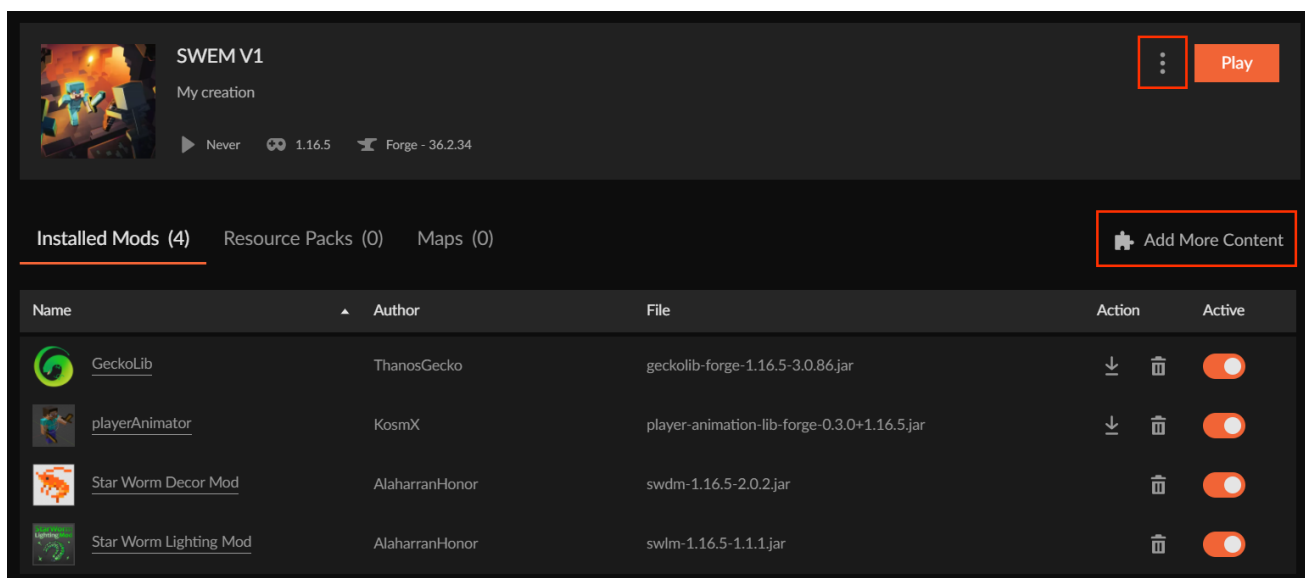 SWEM V1
My creation
Never 1.16.5 Forge - 36.2.34
Play
Installed Mods (4) Resource Packs (0) Maps (0) Add More Content
Name Author File Action Active
GeckoLib ThanosGecko geckolib-forge-1.16.5-3.0.86.jar
playerAnimator KosmX player-animation-lib-forge-0.3.0+1.16.5.jar
Star Worm Decor Mod AlaharranHonor swdm-1.16.5-2.0.2.jar
Star Worm Lighting Mod AlaharranHonor swlm-1.16.5-1.1.1.jar